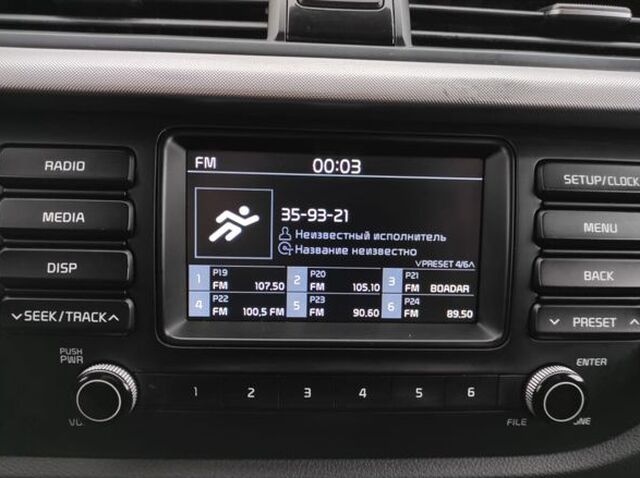 FM 00:03
RADIO
SETUP/CLOCK
35-93-21
MEDIA
MENU
Неизвестный исполнитель
Название неизвестно
DISP
BACK
˅PRESET 4/6˄
1 P19 FM 107.50 2 P20 FM 105.10 3 P21 FM BOADAR
4 P22 FM 100,5 FM 5 P23 FM 90.60 6 P24 FM 89.50
˅SEEK/TRACK˄
˅ PRESET ˄
PUSH
PWR
ENTER
1 2 3 4 5 6
FILE